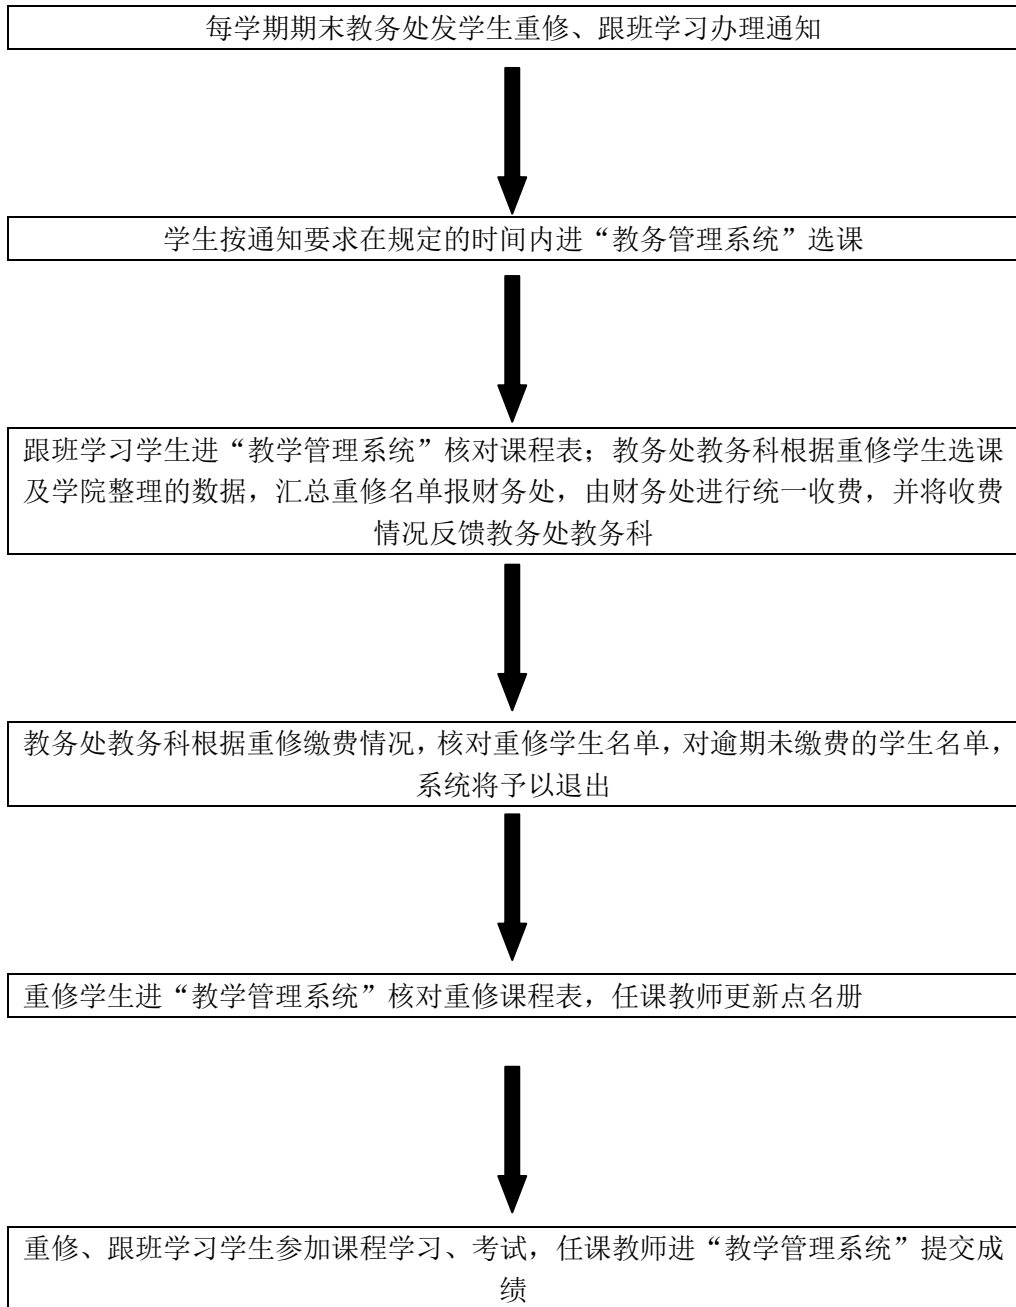 每学期期末教务处发学生重修、跟班学习办理通知
学生按通知要求在规定的时间内进“教务管理系统”选课
跟班学习学生进“教学管理系统”核对课程表；教务处教务科根据重修学生选课
及学院整理的数据，汇总重修名单报财务处，由财务处进行统一收费，并将收费
情况反馈教务处教务科
教务处教务科根据重修缴费情况，核对重修学生名单，对逾期未缴费的学生名单，
系统将予以退出
重修学生进“教学管理系统”核对重修课程表，任课教师更新点名册
重修、跟班学习学生参加课程学习、考试，任课教师进“教学管理系统”提交成
绩